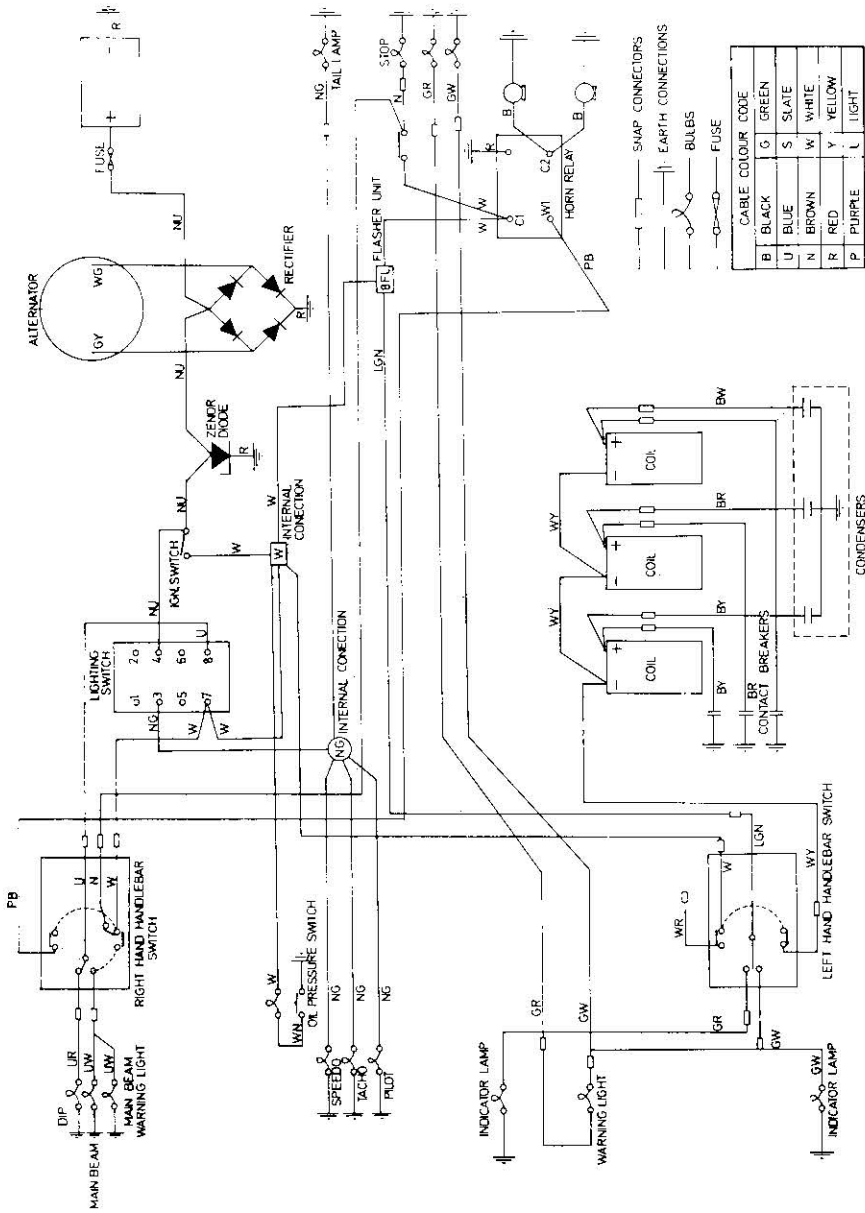 PB
RIGHT HAND HANDLEBAR
SWITCH
U
N
W
UR
UW
UW
DIP
MAIN BEAM
MAIN BEAM
WARNING LIGHT
LIGHTING
SWITCH
1
2
3
4
5
6
7
8
NG
W
W
U
NU
IGN. SWITCH
W
NU
ZENOR
DIODE
R
NU
ALTERNATOR
GY
WG
RECTIFIER
R
NU
FUSE
+
-
R
W
INTERNAL
CONECTION
W
NG
INTERNAL CONECTION
W
WN
OIL PRESSURE SWITCH
NG
NG
NG
SPEEDO
TACHO
PILOT
NG
TAIL LAMP
STOP
N
GR
GW
8FL
FLASHER UNIT
LGN
W
W
C1
C2
W1
R
B
B
HORN RELAY
PB
INDICATOR LAMP
WARNING LIGHT
INDICATOR LAMP
GR
GW
GR
GW
GW
WR
W
LGN
WY
LEFT HAND HANDLEBAR SWITCH
WY
WY
COIL
COIL
COIL
-
+
-
+
-
+
BY
BR
BW
BY
BR
CONTACT BREAKERS
CONDENSERS
SNAP CONNECTORS
EARTH CONNECTIONS
BULBS
FUSE
CABLE COLOUR CODE
B BLACK G GREEN
U BLUE S SLATE
N BROWN W WHITE
R RED Y YELLOW
P PURPLE L LIGHT